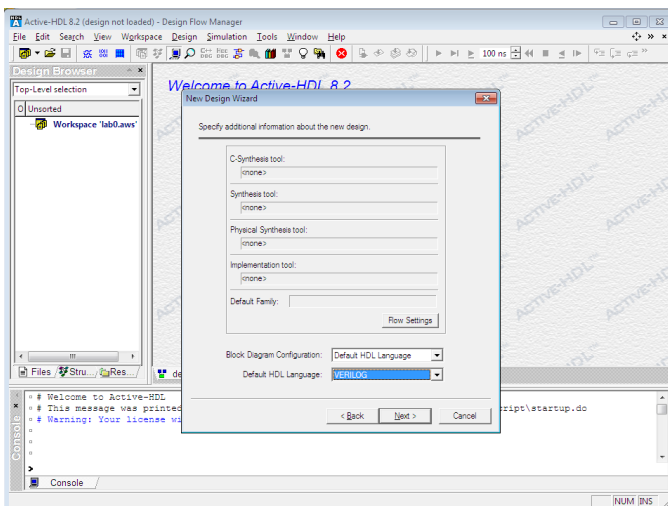 Active-HDL 8.2 (design not loaded) - Design Flow Manager
File Edit Search View Workspace Design Simulation Tools Window Help
100 ns
Design Browser
Top-Level selection
Unsorted
Workspace 'lab0.aws'
Files Stru... Res...
Welcome to Active-HDL 8.2
New Design Wizard
Specify additional information about the new design.
C-Synthesis tool:
<none>
Synthesis tool:
<none>
Physical Synthesis tool:
<none>
Implementation tool:
<none>
Default Family:
Flow Settings
Block Diagram Configuration: Default HDL Language
Default HDL Language: VERILOG
< Back Next > Cancel
de
ACTIVE-HDL™
# Welcome to Active-HDL
# This message was printed
ript\startup.do
# Warning: Your license wi
>
Console
Console
NUM INS